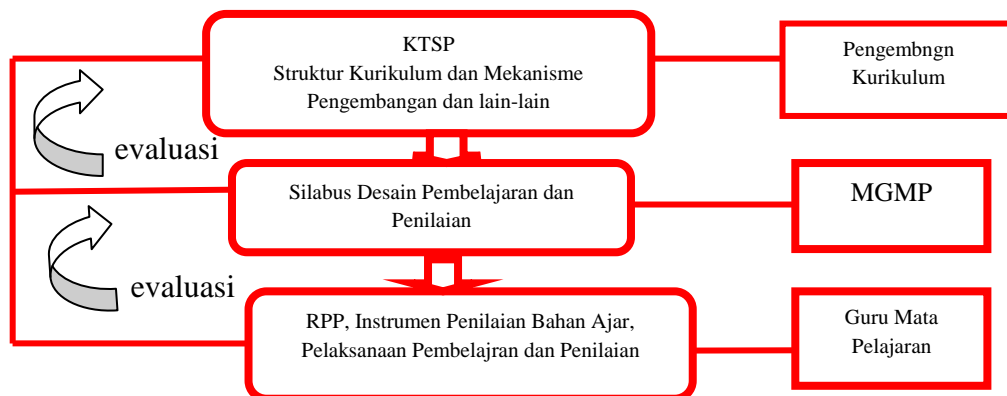 KTSP
Struktur Kurikulum dan Mekanisme
Pengembangan dan lain-lain
Pengembngn
Kurikulum
evaluasi
Silabus Desain Pembelajaran dan
Penilaian
MGMP
evaluasi
RPP, Instrumen Penilaian Bahan Ajar,
Pelaksanaan Pembelajran dan Penilaian
Guru Mata
Pelajaran